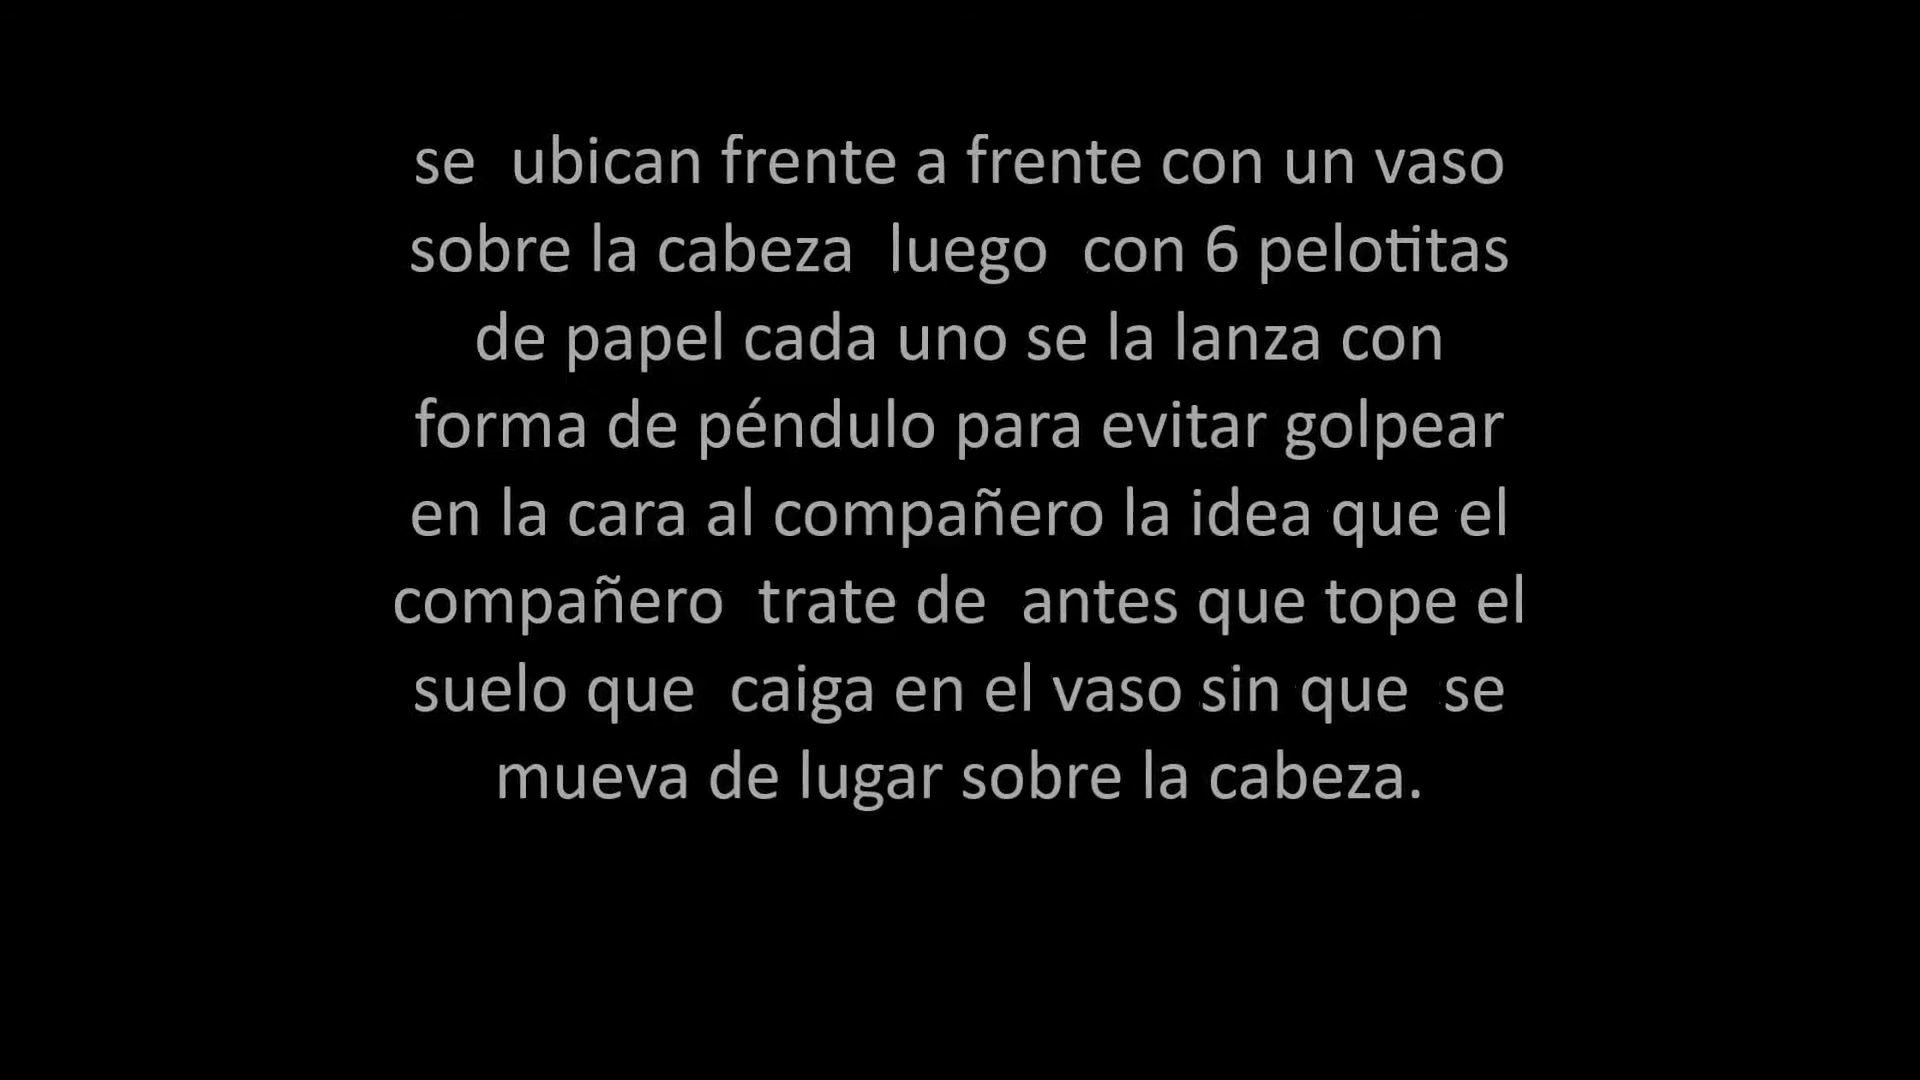 se  ubican frente a frente con un vaso
sobre la cabeza  luego  con 6 pelotitas
de papel cada uno se la lanza con
forma de péndulo para evitar golpear
en la cara al compañero la idea que el
compañero  trate de  antes que tope el
suelo que  caiga en el vaso sin que  se
mueva de lugar sobre la cabeza.